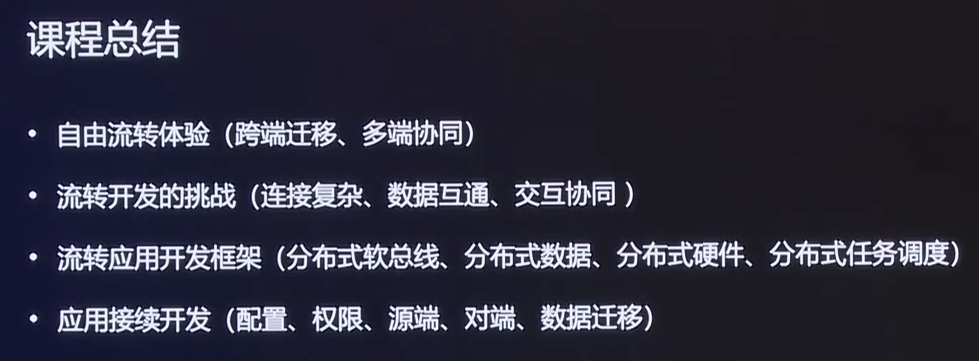 课程总结
• 自由流转体验（跨端迁移、多端协同）
• 流转开发的挑战（连接复杂、数据互通、交互协同 ）
• 流转应用开发框架（分布式软总线、分布式数据、分布式硬件、分布式任务调度）
• 应用接续开发（配置、权限、源端、对端、数据迁移）